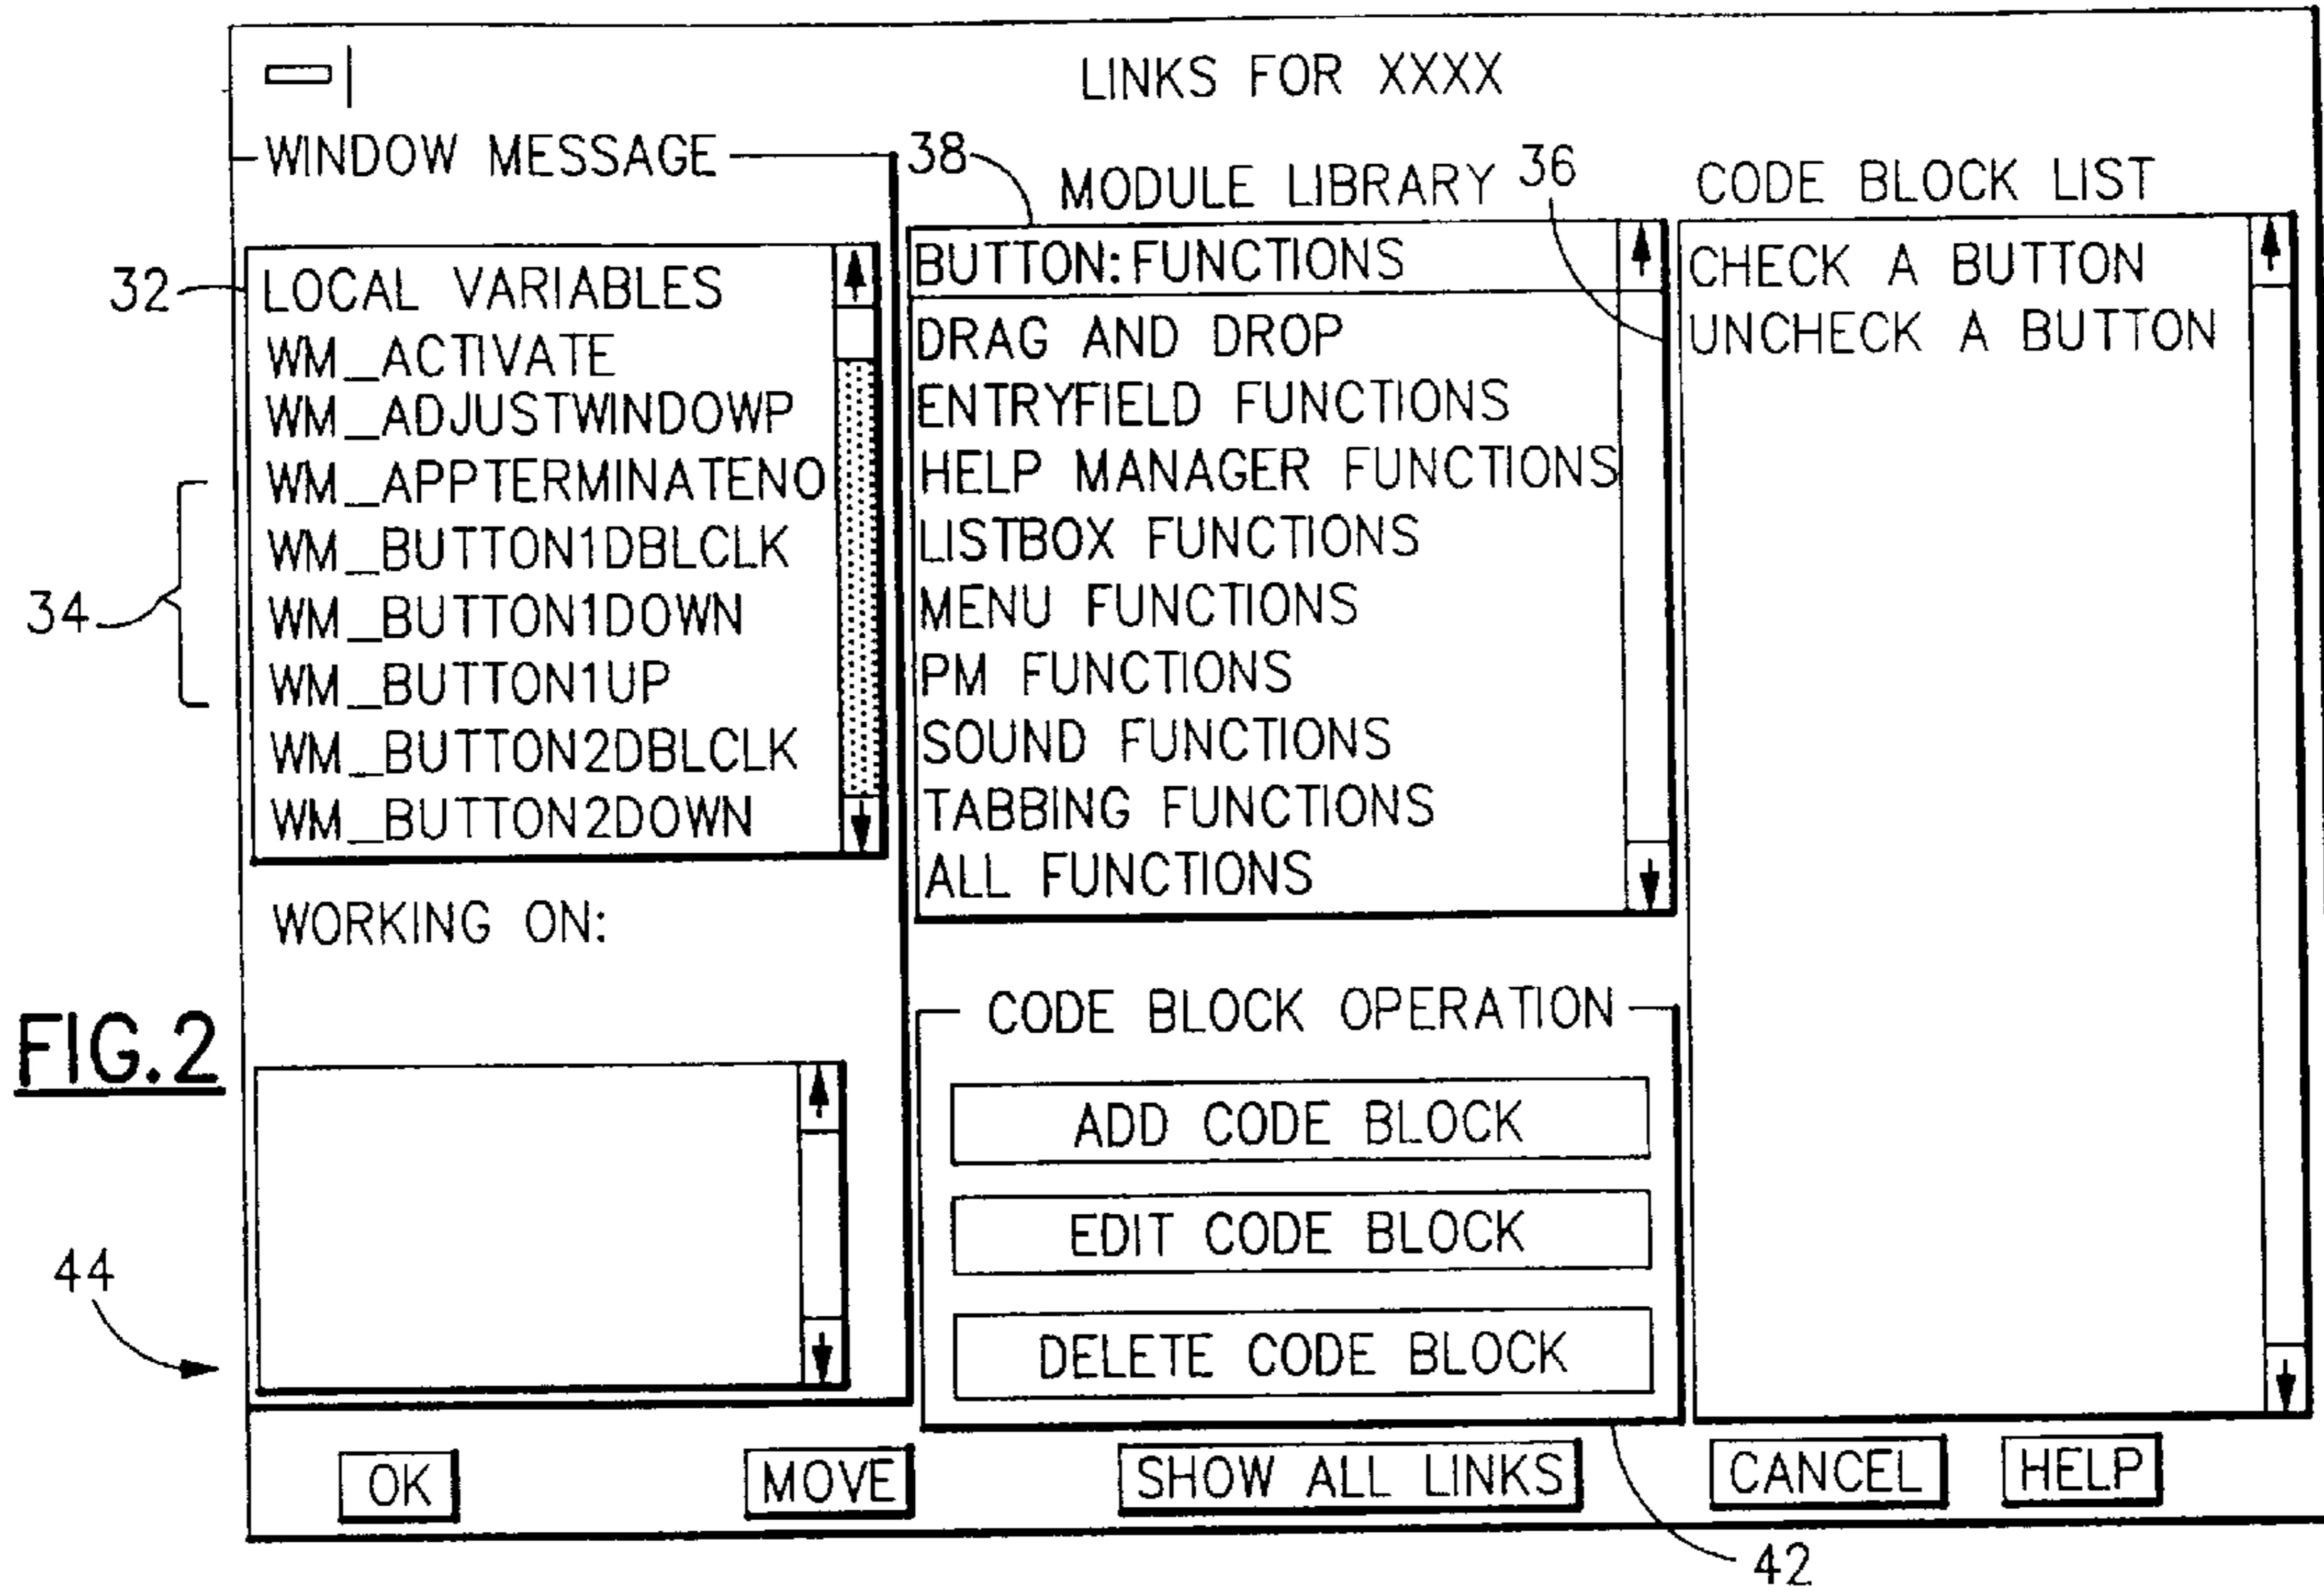 LINKS FOR XXXX
WINDOW MESSAGE
38
MODULE LIBRARY
36
CODE BLOCK LIST
32
LOCAL VARIABLES
WM_ACTIVATE
WM_ADJUSTWINDOWP
WM_APPTERMINATENO
WM_BUTTON1DBLCLK
WM_BUTTON1DOWN
WM_BUTTON1UP
WM_BUTTON2DBLCLK
WM_BUTTON2DOWN
34
BUTTON: FUNCTIONS
DRAG AND DROP
ENTRYFIELD FUNCTIONS
HELP MANAGER FUNCTIONS
LISTBOX FUNCTIONS
MENU FUNCTIONS
PM FUNCTIONS
SOUND FUNCTIONS
TABBING FUNCTIONS
ALL FUNCTIONS
CHECK A BUTTON
UNCHECK A BUTTON
WORKING ON:
FIG.2
44
CODE BLOCK OPERATION
ADD CODE BLOCK
EDIT CODE BLOCK
DELETE CODE BLOCK
OK
MOVE
SHOW ALL LINKS
CANCEL
HELP
42